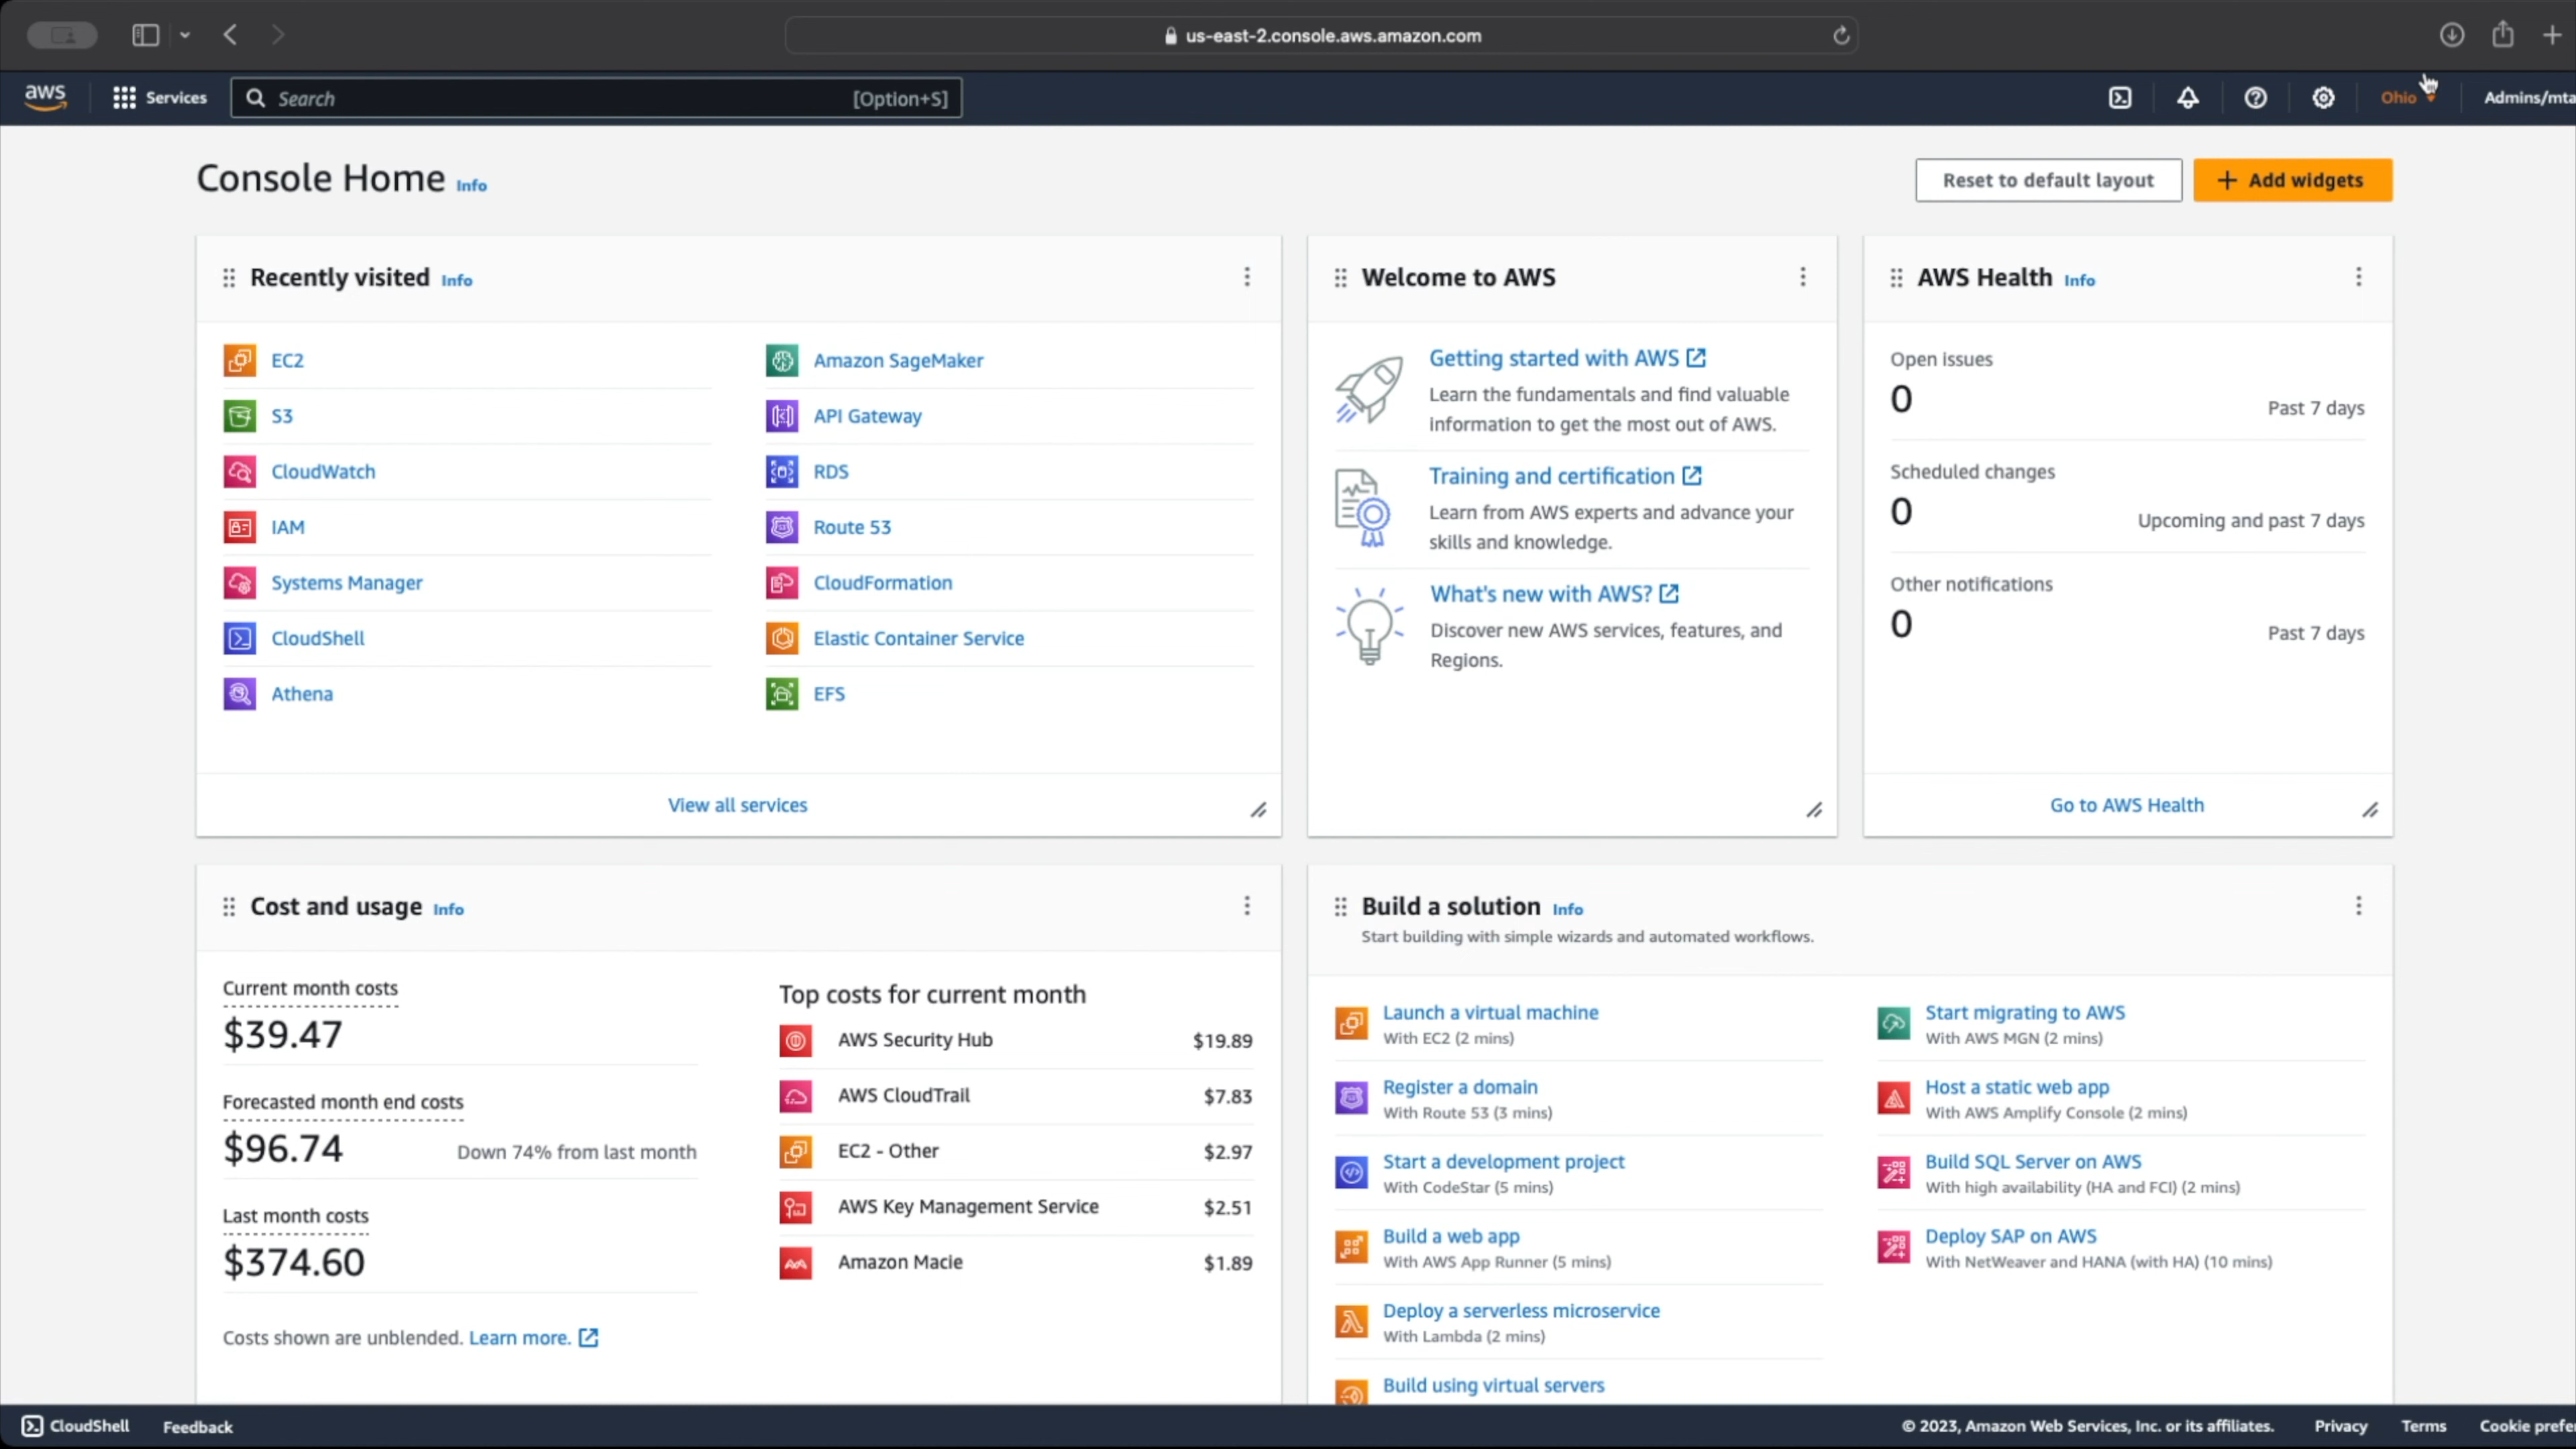 us-east-2.console.aws.amazon.com
aws
Services
Search
[Option+S]
Ohio
Admins/mta
Console Home Info
Reset to default layout
Add widgets
Recently visited Info
EC2
S3
CloudWatch
IAM
Systems Manager
CloudShell
Athena
Amazon SageMaker
API Gateway
RDS
Route 53
CloudFormation
Elastic Container Service
EFS
View all services
Welcome to AWS
Getting started with AWS
Learn the fundamentals and find valuable
information to get the most out of AWS.
Training and certification
Learn from AWS experts and advance your
skills and knowledge.
What's new with AWS?
Discover new AWS services, features, and
Regions.
AWS Health Info
Open issues
0
Past 7 days
Scheduled changes
0
Upcoming and past 7 days
Other notifications
0
Past 7 days
Go to AWS Health
Cost and usage Info
Current month costs
$39.47
Forecasted month end costs
$96.74
Down 74% from last month
Last month costs
$374.60
Costs shown are unblended. Learn more.
Top costs for current month
AWS Security Hub $19.89
AWS CloudTrail $7.83
EC2 - Other $2.97
AWS Key Management Service $2.51
Amazon Macie $1.89
Build a solution Info
Start building with simple wizards and automated workflows.
Launch a virtual machine
With EC2 (2 mins)
Register a domain
With Route 53 (3 mins)
Start a development project
With CodeStar (5 mins)
Build a web app
With AWS App Runner (5 mins)
Deploy a serverless microservice
With Lambda (2 mins)
Build using virtual servers
Start migrating to AWS
With AWS MGN (2 mins)
Host a static web app
With AWS Amplify Console (2 mins)
Build SQL Server on AWS
With high availability (HA and FCI) (2 mins)
Deploy SAP on AWS
With NetWeaver and HANA (with HA) (10 mins)
CloudShell
Feedback
© 2023, Amazon Web Services, Inc. or its affiliates.
Privacy
Terms
Cookie prefe